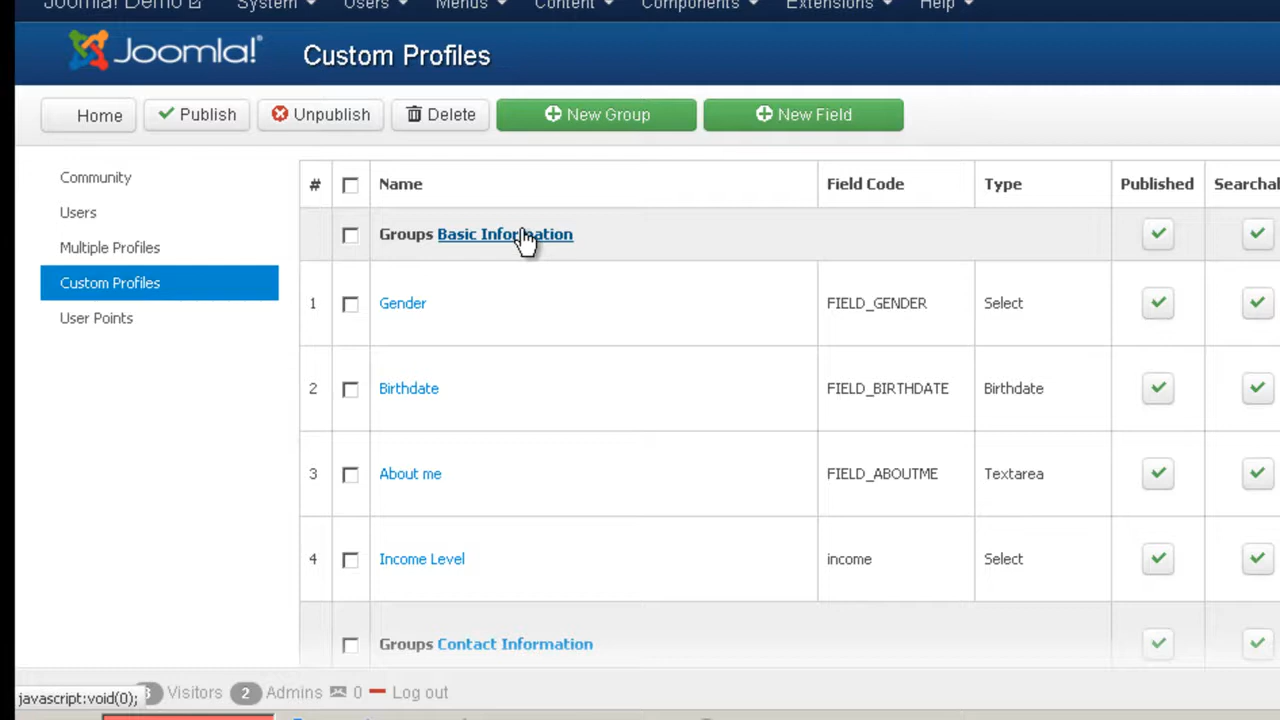 Joomla! Demo System Users Menus Content Components Extensions Help
Joomla! Custom Profiles
Home Publish Unpublish Delete New Group New Field
Community
Users
Multiple Profiles
Custom Profiles
User Points
# Name Field Code Type Published
Groups Basic Information
1 Gender FIELD_GENDER Select
2 Birthdate FIELD_BIRTHDATE Birthdate
3 About me FIELD_ABOUTME Textarea
4 Income Level income Select
Groups Contact Information
javascript:void(0); Visitors 2 Admins 0 Log out